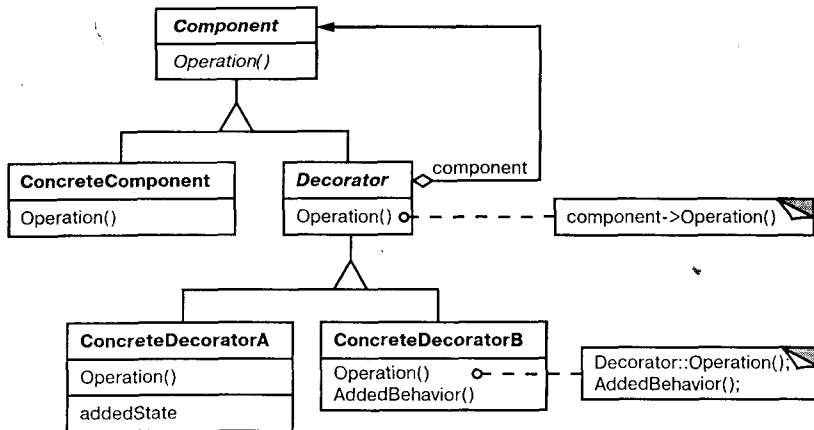 Component
Operation()
component
ConcreteComponent
Operation()
Decorator
Operation()
component->Operation()
ConcreteDecoratorA
Operation()
addedState
ConcreteDecoratorB
Operation()
AddedBehavior()
Decorator::Operation();
AddedBehavior();